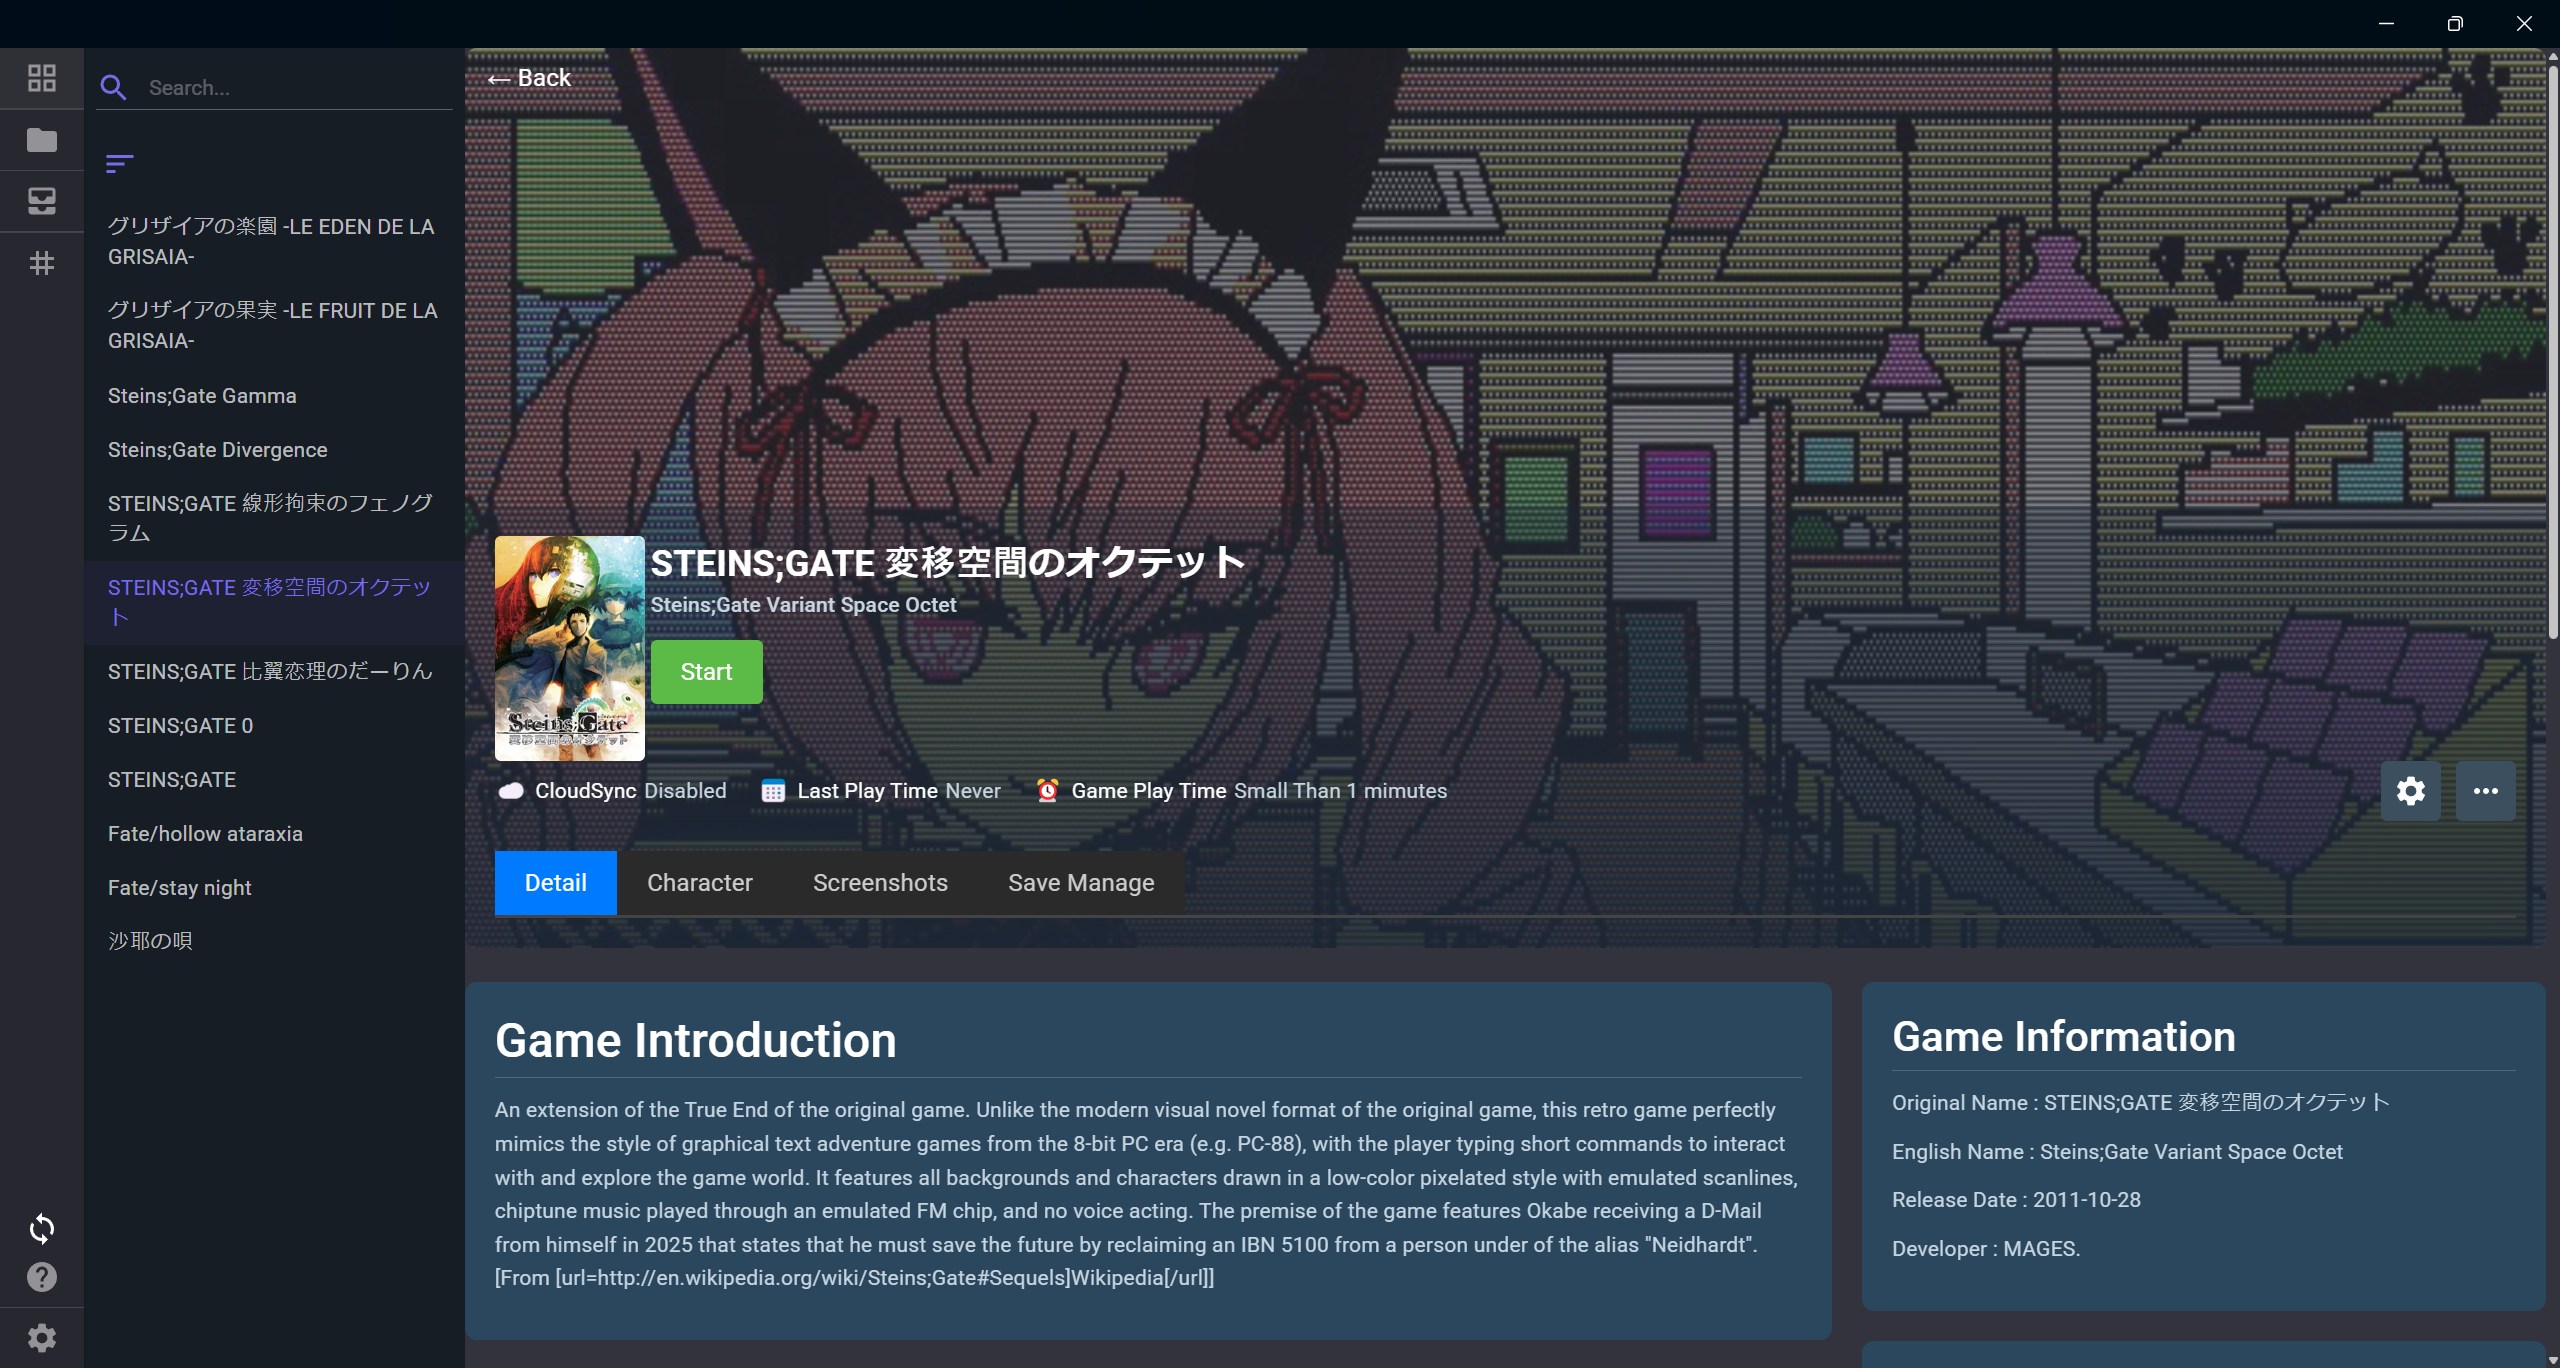 Search...
グリザイアの楽園 -LE EDEN DE LA
GRISAIA-
グリザイアの果実 -LE FRUIT DE LA
GRISAIA-
Steins;Gate Gamma
Steins;Gate Divergence
STEINS;GATE 線形拘束のフェノグ
ラム
STEINS;GATE 変移空間のオクテッ
ト
STEINS;GATE 比翼恋理のだーりん
STEINS;GATE 0
STEINS;GATE
Fate/hollow ataraxia
Fate/stay night
沙耶の唄
← Back
Steins;Gate
変移空間のオクテット
STEINS;GATE 変移空間のオクテット
Steins;Gate Variant Space Octet
Start
CloudSync Disabled Last Play Time Never Game Play Time Small Than 1 mimutes
Detail Character Screenshots Save Manage
Game Introduction
An extension of the True End of the original game. Unlike the modern visual novel format of the original game, this retro game perfectly
mimics the style of graphical text adventure games from the 8-bit PC era (e.g. PC-88), with the player typing short commands to interact
with and explore the game world. It features all backgrounds and characters drawn in a low-color pixelated style with emulated scanlines,
chiptune music played through an emulated FM chip, and no voice acting. The premise of the game features Okabe receiving a D-Mail
from himself in 2025 that states that he must save the future by reclaiming an IBN 5100 from a person under of the alias "Neidhardt".
[From [url=http://en.wikipedia.org/wiki/Steins;Gate#Sequels]Wikipedia[/url]]
Game Information
Original Name : STEINS;GATE 変移空間のオクテット
English Name : Steins;Gate Variant Space Octet
Release Date : 2011-10-28
Developer : MAGES.